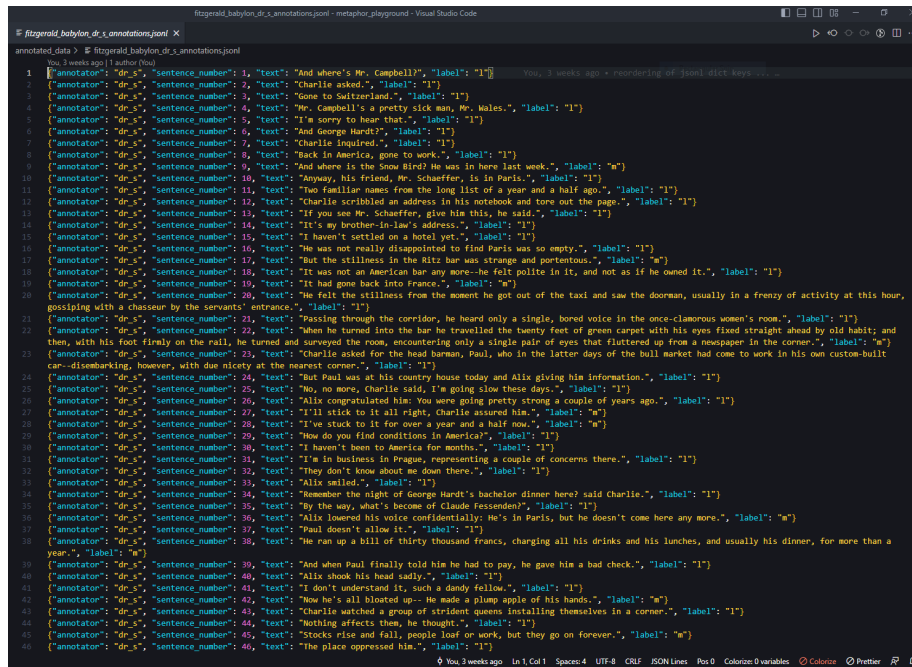 fitzgerald_babylon_dr_s_annotations.jsonl - metaphor_playground - Visual Studio Code
fitzgerald_babylon_dr_s_annotations.jsonl
annotated_data > fitzgerald_babylon_dr_s_annotations.jsonl
You, 3 weeks ago | 1 author (You)
1 {"annotator": "dr_s", "sentence_number": 1, "text": "And where's Mr. Campbell?", "label": "l"} You, 3 weeks ago • reordering of jsonl dict keys ... …
2 {"annotator": "dr_s", "sentence_number": 2, "text": "Charlie asked.", "label": "l"}
3 {"annotator": "dr_s", "sentence_number": 3, "text": "Gone to Switzerland.", "label": "l"}
4 {"annotator": "dr_s", "sentence_number": 4, "text": "Mr. Campbell's a pretty sick man, Mr. Wales.", "label": "l"}
5 {"annotator": "dr_s", "sentence_number": 5, "text": "I'm sorry to hear that.", "label": "l"}
6 {"annotator": "dr_s", "sentence_number": 6, "text": "And George Hardt?", "label": "l"}
7 {"annotator": "dr_s", "sentence_number": 7, "text": "Charlie inquired.", "label": "l"}
8 {"annotator": "dr_s", "sentence_number": 8, "text": "Back in America, gone to work.", "label": "l"}
9 {"annotator": "dr_s", "sentence_number": 9, "text": "And where is the Snow Bird? He was in here last week.", "label": "m"}
10 {"annotator": "dr_s", "sentence_number": 10, "text": "Anyway, his friend, Mr. Schaeffer, is in Paris.", "label": "l"}
11 {"annotator": "dr_s", "sentence_number": 11, "text": "Two familiar names from the long list of a year and a half ago.", "label": "l"}
12 {"annotator": "dr_s", "sentence_number": 12, "text": "Charlie scribbled an address in his notebook and tore out the page.", "label": "l"}
13 {"annotator": "dr_s", "sentence_number": 13, "text": "If you see Mr. Schaeffer, give him this, he said.", "label": "l"}
14 {"annotator": "dr_s", "sentence_number": 14, "text": "It's my brother-in-law's address.", "label": "l"}
15 {"annotator": "dr_s", "sentence_number": 15, "text": "I haven't settled on a hotel yet.", "label": "l"}
16 {"annotator": "dr_s", "sentence_number": 16, "text": "He was not really disappointed to find Paris was so empty.", "label": "l"}
17 {"annotator": "dr_s", "sentence_number": 17, "text": "But the stillness in the Ritz bar was strange and portentous.", "label": "m"}
18 {"annotator": "dr_s", "sentence_number": 18, "text": "It was not an American bar any more--he felt polite in it, and not as if he owned it.", "label": "l"}
19 {"annotator": "dr_s", "sentence_number": 19, "text": "It had gone back into France.", "label": "m"}
20 {"annotator": "dr_s", "sentence_number": 20, "text": "He felt the stillness from the moment he got out of the taxi and saw the doorman, usually in a frenzy of activity at this hour,
gossiping with a chasseur by the servants' entrance.", "label": "l"}
21 {"annotator": "dr_s", "sentence_number": 21, "text": "Passing through the corridor, he heard only a single, bored voice in the once-clamorous women's room.", "label": "l"}
22 {"annotator": "dr_s", "sentence_number": 22, "text": "When he turned into the bar he travelled the twenty feet of green carpet with his eyes fixed straight ahead by old habit; and
then, with his foot firmly on the rail, he turned and surveyed the room, encountering only a single pair of eyes that fluttered up from a newspaper in the corner.", "label": "m"}
23 {"annotator": "dr_s", "sentence_number": 23, "text": "Charlie asked for the head barman, Paul, who in the latter days of the bull market had come to work in his own custom-built
car--disembarking, however, with due nicety at the nearest corner.", "label": "l"}
24 {"annotator": "dr_s", "sentence_number": 24, "text": "But Paul was at his country house today and Alix giving him information.", "label": "l"}
25 {"annotator": "dr_s", "sentence_number": 25, "text": "No, no more, Charlie said, I'm going slow these days.", "label": "l"}
26 {"annotator": "dr_s", "sentence_number": 26, "text": "Alix congratulated him: You were going pretty strong a couple of years ago.", "label": "l"}
27 {"annotator": "dr_s", "sentence_number": 27, "text": "I'll stick to it all right, Charlie assured him.", "label": "m"}
28 {"annotator": "dr_s", "sentence_number": 28, "text": "I've stuck to it for over a year and a half now.", "label": "m"}
29 {"annotator": "dr_s", "sentence_number": 29, "text": "How do you find conditions in America?", "label": "l"}
30 {"annotator": "dr_s", "sentence_number": 30, "text": "I haven't been to America for months.", "label": "l"}
31 {"annotator": "dr_s", "sentence_number": 31, "text": "I'm in business in Prague, representing a couple of concerns there.", "label": "l"}
32 {"annotator": "dr_s", "sentence_number": 32, "text": "They don't know about me down there.", "label": "l"}
33 {"annotator": "dr_s", "sentence_number": 33, "text": "Alix smiled.", "label": "l"}
34 {"annotator": "dr_s", "sentence_number": 34, "text": "Remember the night of George Hardt's bachelor dinner here? said Charlie.", "label": "l"}
35 {"annotator": "dr_s", "sentence_number": 35, "text": "By the way, what's become of Claude Fessenden?", "label": "l"}
36 {"annotator": "dr_s", "sentence_number": 36, "text": "Alix lowered his voice confidentially: He's in Paris, but he doesn't come here any more.", "label": "m"}
37 {"annotator": "dr_s", "sentence_number": 37, "text": "Paul doesn't allow it.", "label": "l"}
38 {"annotator": "dr_s", "sentence_number": 38, "text": "He ran up a bill of thirty thousand francs, charging all his drinks and his lunches, and usually his dinner, for more than a
year.", "label": "m"}
39 {"annotator": "dr_s", "sentence_number": 39, "text": "And when Paul finally told him he had to pay, he gave him a bad check.", "label": "l"}
40 {"annotator": "dr_s", "sentence_number": 40, "text": "Alix shook his head sadly.", "label": "l"}
41 {"annotator": "dr_s", "sentence_number": 41, "text": "I don't understand it, such a dandy fellow.", "label": "l"}
42 {"annotator": "dr_s", "sentence_number": 42, "text": "Now he's all bloated up-- He made a plump apple of his hands.", "label": "m"}
43 {"annotator": "dr_s", "sentence_number": 43, "text": "Charlie watched a group of strident queens installing themselves in a corner.", "label": "l"}
44 {"annotator": "dr_s", "sentence_number": 44, "text": "Nothing affects them, he thought.", "label": "l"}
45 {"annotator": "dr_s", "sentence_number": 45, "text": "Stocks rise and fall, people loaf or work, but they go on forever.", "label": "m"}
46 {"annotator": "dr_s", "sentence_number": 46, "text": "The place oppressed him.", "label": "l"}
You, 3 weeks ago Ln 1, Col 1 Spaces: 4 UTF-8 CRLF JSON Lines Pos 0 Colorize: 0 variables Colorize Prettier